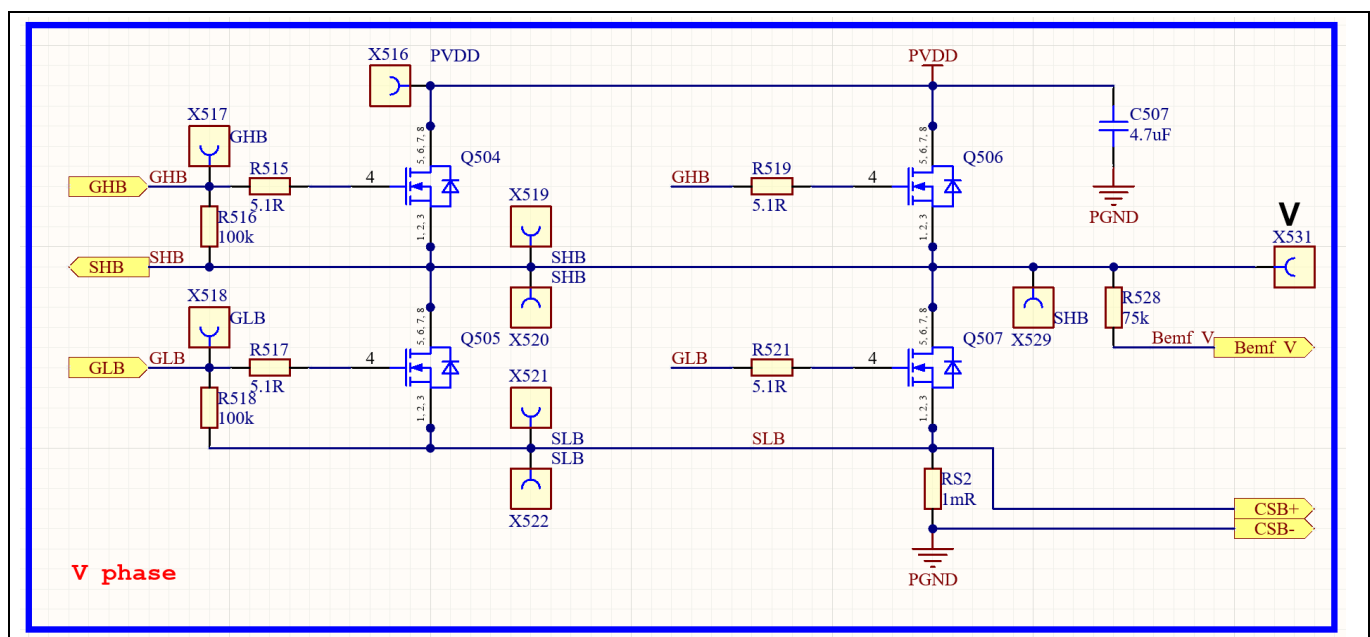 X516 PVDD PVDD
X517 C507
GHB 4.7uF
5, 6, 7, 8 5, 6, 7, 8
R515 Q504 R519 Q506
GHB GHB 4 GHB 4
5.1R X519 5.1R PGND V
R516
100k 1, 2, 3 1, 2, 3 X531
SHB SHB SHB
X518 SHB
GLB 5, 6, 7, 8 5, 6, 7, 8 R528
SHB 75k
Q505 X520 Q507 X529
R517 R521 Bemf_V Bemf_V
GLB GLB 4 GLB 4
5.1R X521 5.1R
R518
100k 1, 2, 3 1, 2, 3
SLB SLB
SLB
RS2
1mR
X522 CSB+
CSB-
V phase PGND